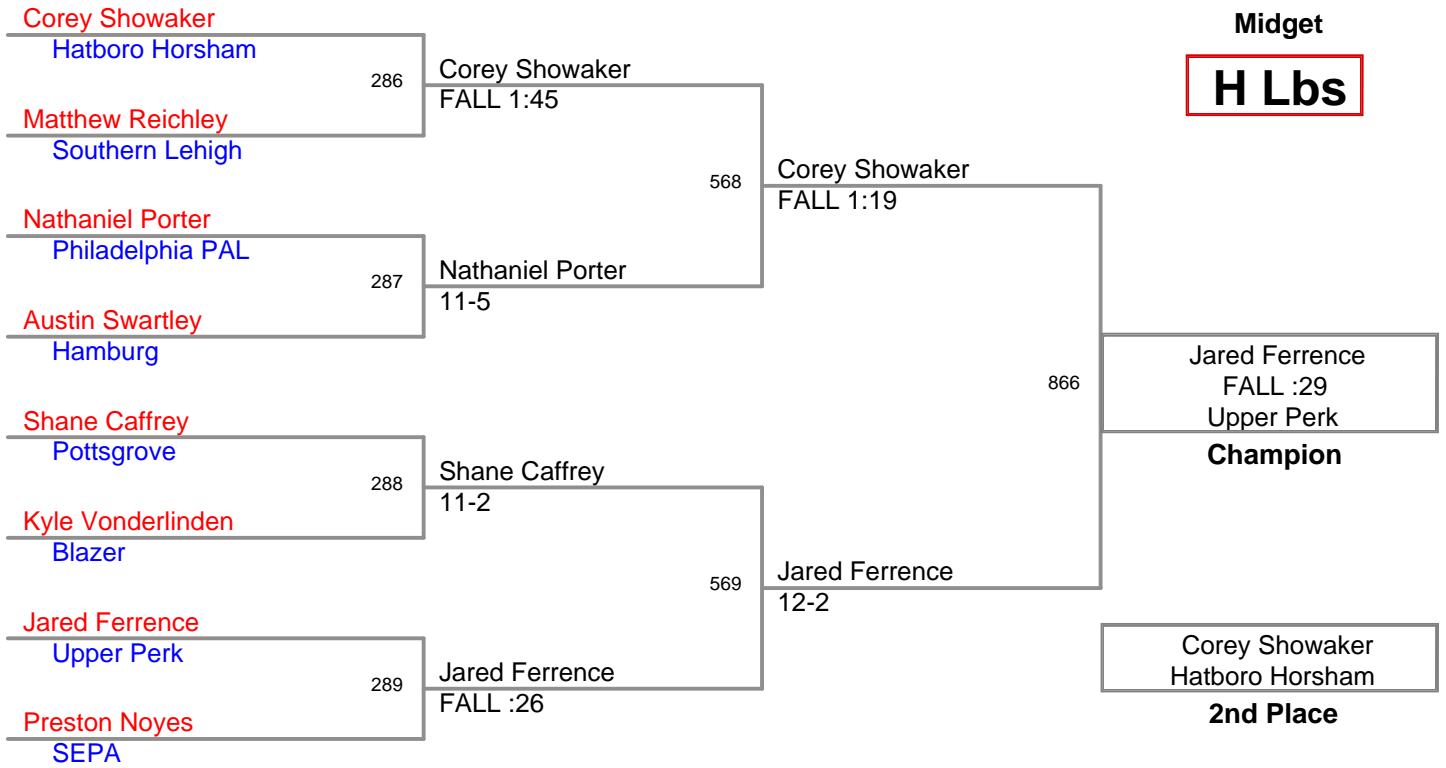 Corey Showaker
Hatboro Horsham
286
Matthew Reichley
Southern Lehigh
Corey Showaker
FALL 1:45
Nathaniel Porter
Philadelphia PAL
287
Austin Swartley
Hamburg
Nathaniel Porter
11-5
568
Corey Showaker
FALL 1:19
Shane Caffrey
Pottsgrove
288
Kyle Vonderlinden
Blazer
Shane Caffrey
11-2
Jared Ferrence
Upper Perk
289
Preston Noyes
SEPA
Jared Ferrence
FALL :26
569
Jared Ferrence
12-2
866
Midget
H Lbs
Jared Ferrence
FALL :29
Upper Perk
Champion
Corey Showaker
Hatboro Horsham
2nd Place